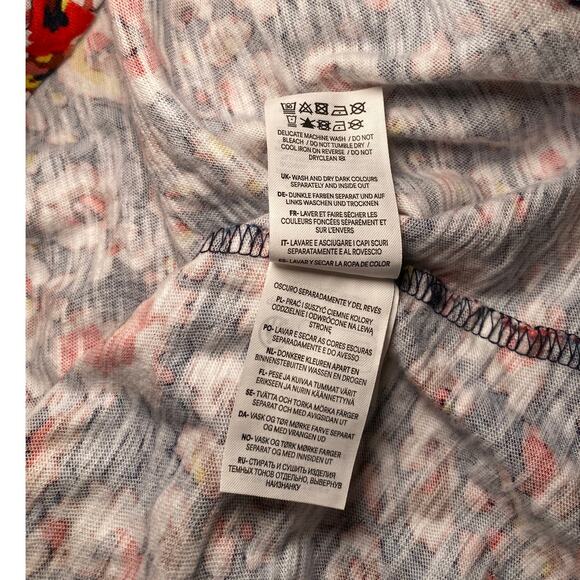 DELICATE MACHINE WASH / DO NOT
BLEACH / DO NOT TUMBLE DRY /
COOL IRON ON REVERSE / DO NOT
DRYCLEAN
UK- WASH AND DRY DARK COLOURS
SEPARATELY AND INSIDE OUT
DE- DUNKLE FARBEN SEPARAT UND AUF
LINKS WASCHEN UND TROCKNEN
FR- LAVER ET FAIRE SÉCHER LES
COULEURS FONCÉES SÉPARÉMENT ET
SUR L'ENVERS
IT- LAVARE E ASCIUGARE I CAPI SCURI
SEPARATAMENTE E AL ROVESCIO
ES- LAVAR Y SECAR LA ROPA DE COLOR
OSCURO SEPARADAMENTE Y DEL REVÉS
PL- PRAĆ I SUSZYĆ CIEMNE KOLORY
ODDZIELNIE I ODWRÓCONE NA LEWĄ
STRONĘ
PO- LAVAR E SECAR AS CORES ESCURAS
SEPARADAMENTE E DO AVESSO
NL- DONKERE KLEUREN APART EN
BINNENSTEBUITEN WASSEN EN DROGEN
FL- PESE JA KUIVAA TUMMAT VÄRIT
ERIKSEEN JA NURIN KÄÄNNETTYNÄ
SE- TVÄTTA OCH TORKA MÖRKA FÄRGER
SEPARAT OCH MED AVIGSIDAN UT
DA- VASK OG TØR MØRKE FARVE SEPARAT
OG MED VRANGEN UD
NO- VASK OG TØRK MØRKE FARGER
SEPARAT OG MED INNSIDEN UT
RU- СТИРАТЬ И СУШИТЬ ИЗДЕЛИЯ
ТЕМНЫХ ТОНОВ ОТДЕЛЬНО, ВЫВЕРНУВ
НАИЗНАНКУ